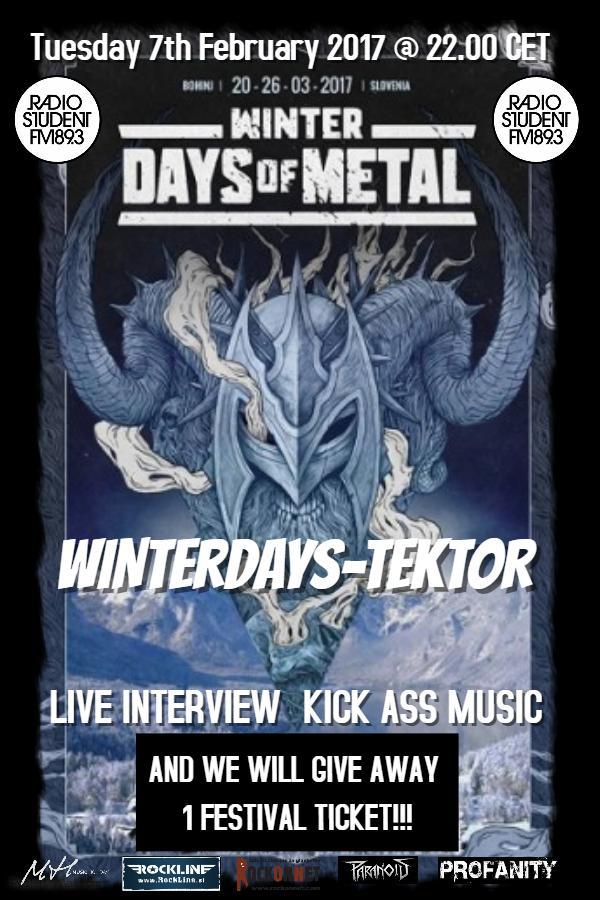 Tuesday 7th February 2017 @ 22.00 CET
BOHINJ | 20-26-03-2017 | SLOVENIA
RADIO
STUDENT
FM89.3
RADIO
STUDENT
FM89.3
WINTER
DAYS OF METAL
WINTERDAYS-TEKTOR
LIVE INTERVIEW KICK ASS MUSIC
AND WE WILL GIVE AWAY
1 FESTIVAL TICKET!!!
ROCKLINE
www.RockLine.si
ROCKONNET
PARANOID
PROFANITY